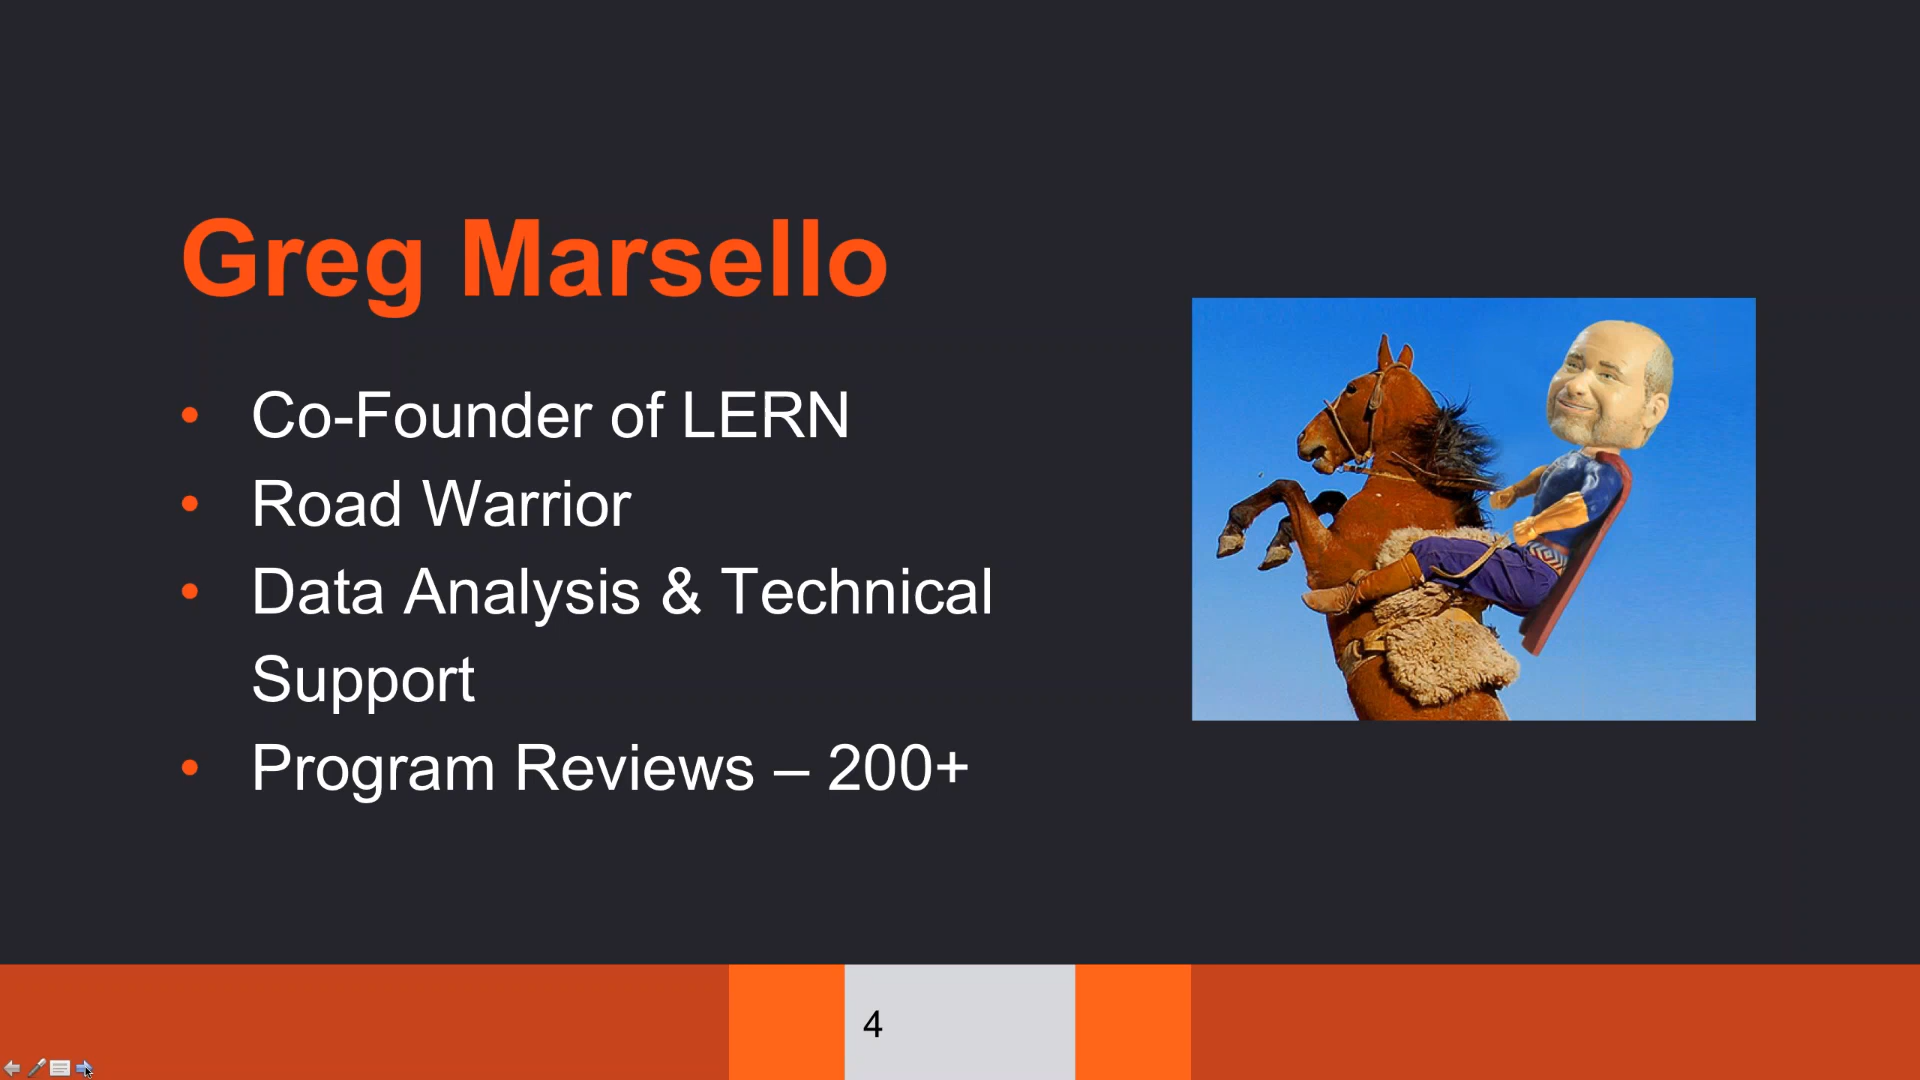 Greg Marsello
• Co-Founder of LERN
• Road Warrior
• Data Analysis & Technical
Support
• Program Reviews – 200+
4